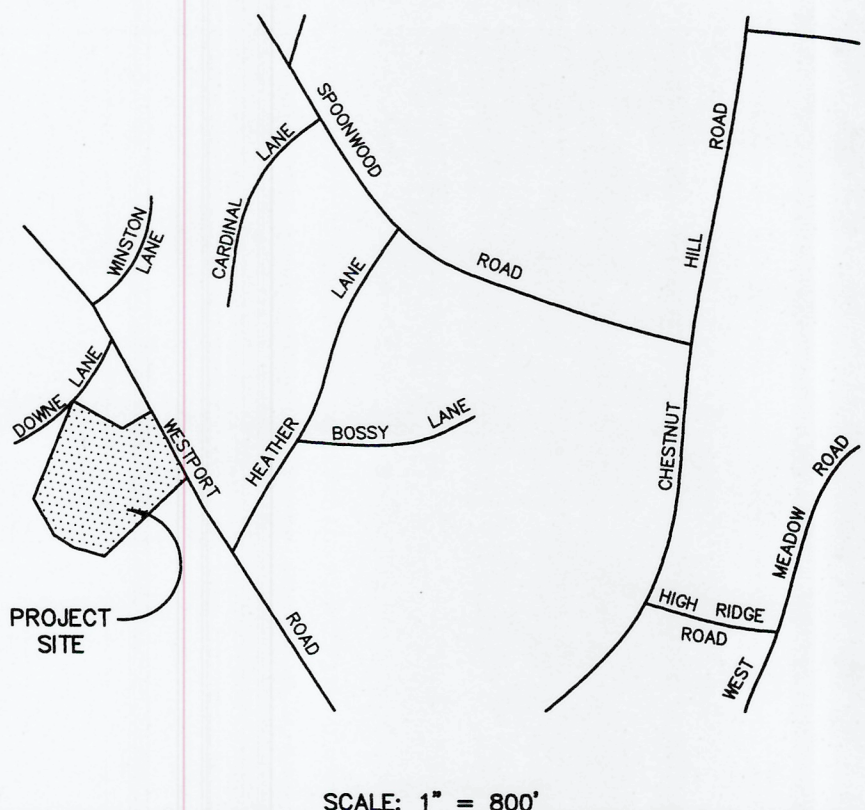 SPOONWOOD
ROAD
CARDINAL LANE
WINSTON
LANE
DOWNE LANE
WESTPORT
ROAD
HEATHER
LANE
BOSSY LANE
CHESTNUT
HILL
ROAD
HIGH RIDGE
ROAD
WEST
MEADOW
ROAD
PROJECT
SITE
SCALE: 1" = 800'